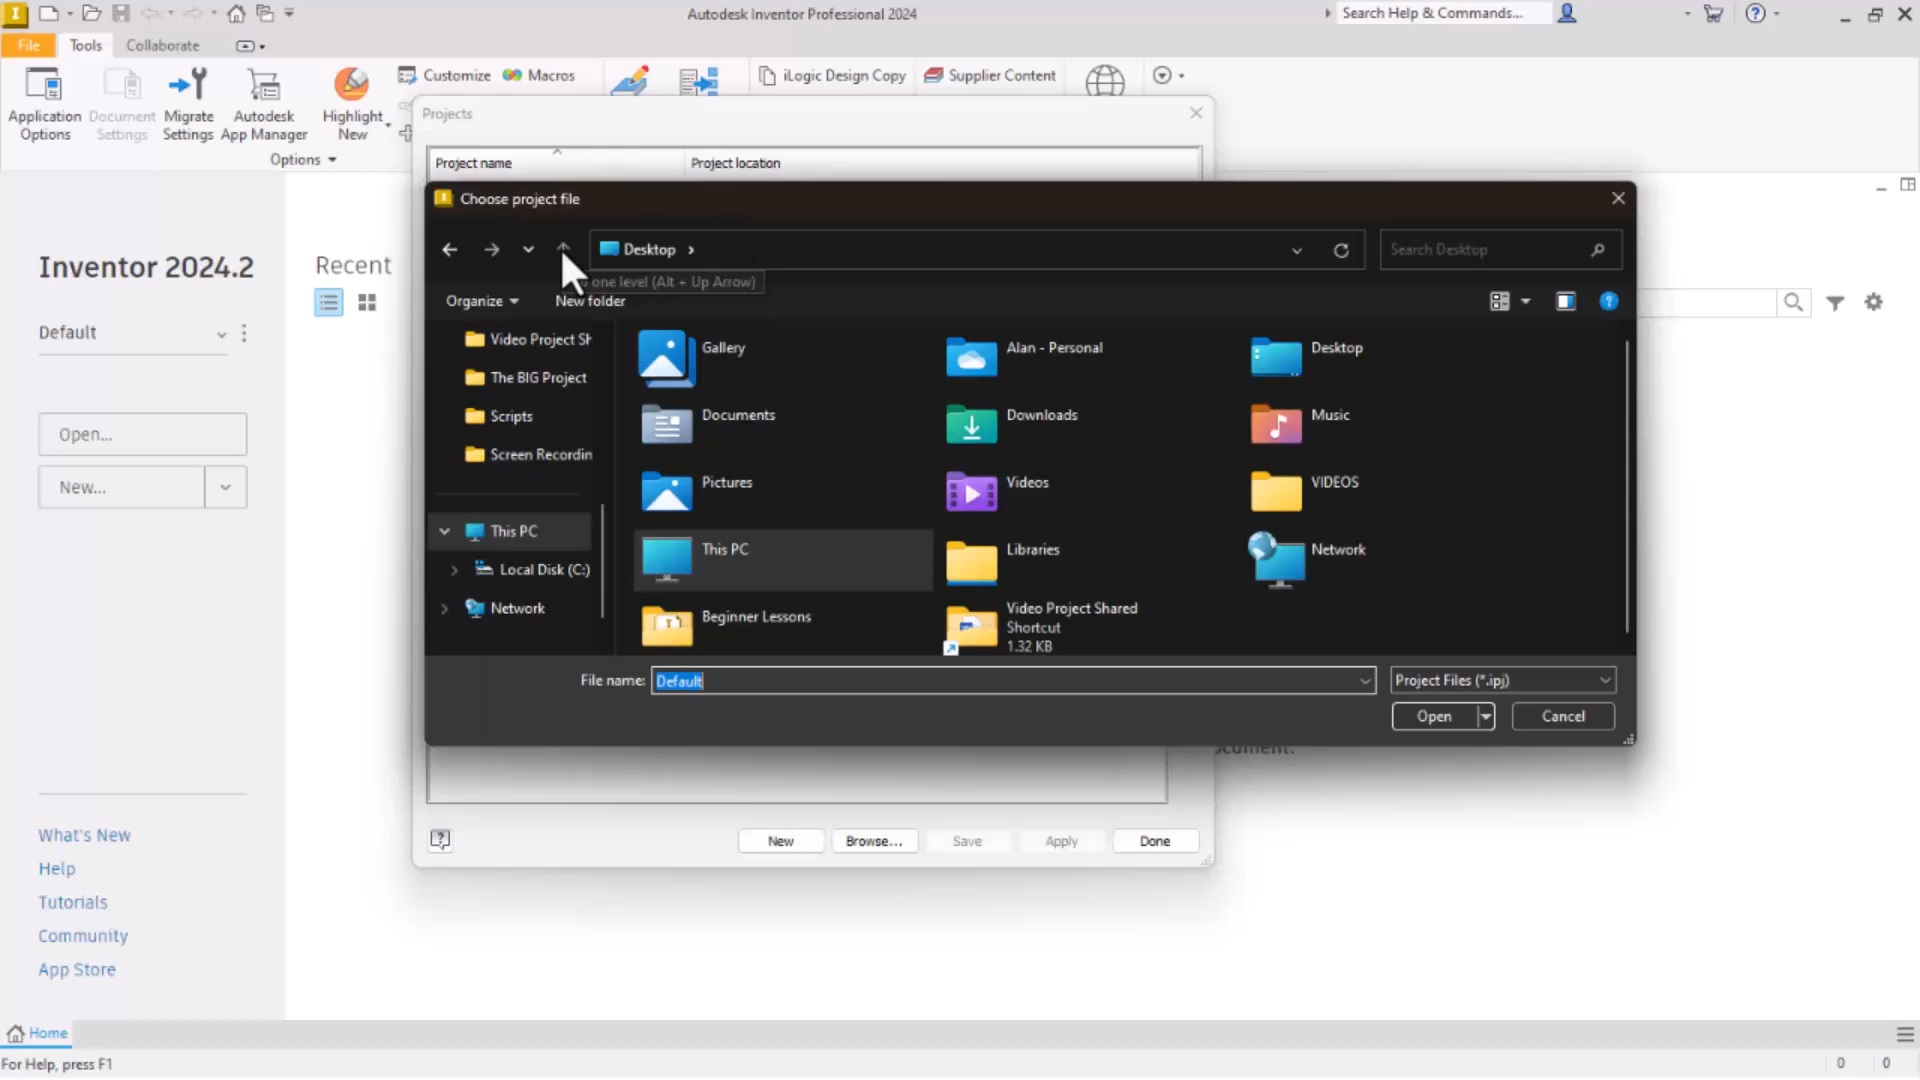 Autodesk Inventor Professional 2024
Search Help & Commands...
File
Tools
Collaborate
Application
Options
Document
Settings
Migrate
Settings
Autodesk
App Manager
Highlight
New
Customize
Macros
iLogic Design Copy
Supplier Content
Options
Projects
Project name
Project location
Choose project file
Desktop
Search Desktop
one level (Alt + Up Arrow)
Organize
New folder
Video Project Sh
The BIG Project
Scripts
Screen Recordin
This PC
Local Disk (C:)
Network
Gallery
Alan - Personal
Desktop
Documents
Downloads
Music
Pictures
Videos
VIDEOS
This PC
Libraries
Network
Beginner Lessons
Video Project Shared
Shortcut
1.32 KB
File name:
Default
Project Files (*.ipj)
Open
Cancel
New
Browse...
Save
Apply
Done
Inventor 2024.2
Recent
Default
Open...
New...
What's New
Help
Tutorials
Community
App Store
Home
For Help, press F1
0
0